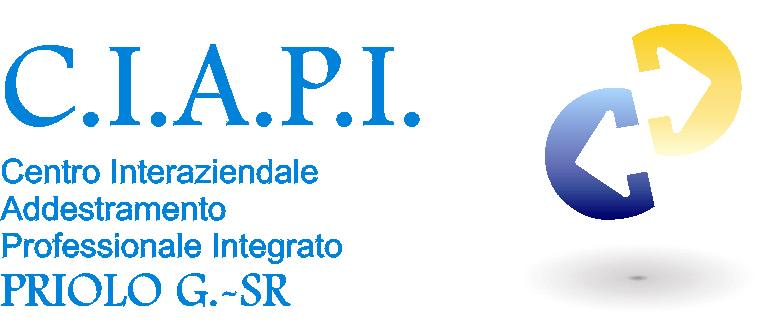 C.I.A.P.I.
Centro Interaziendale
Addestramento
Professionale Integrato
PRIOLO G.-SR